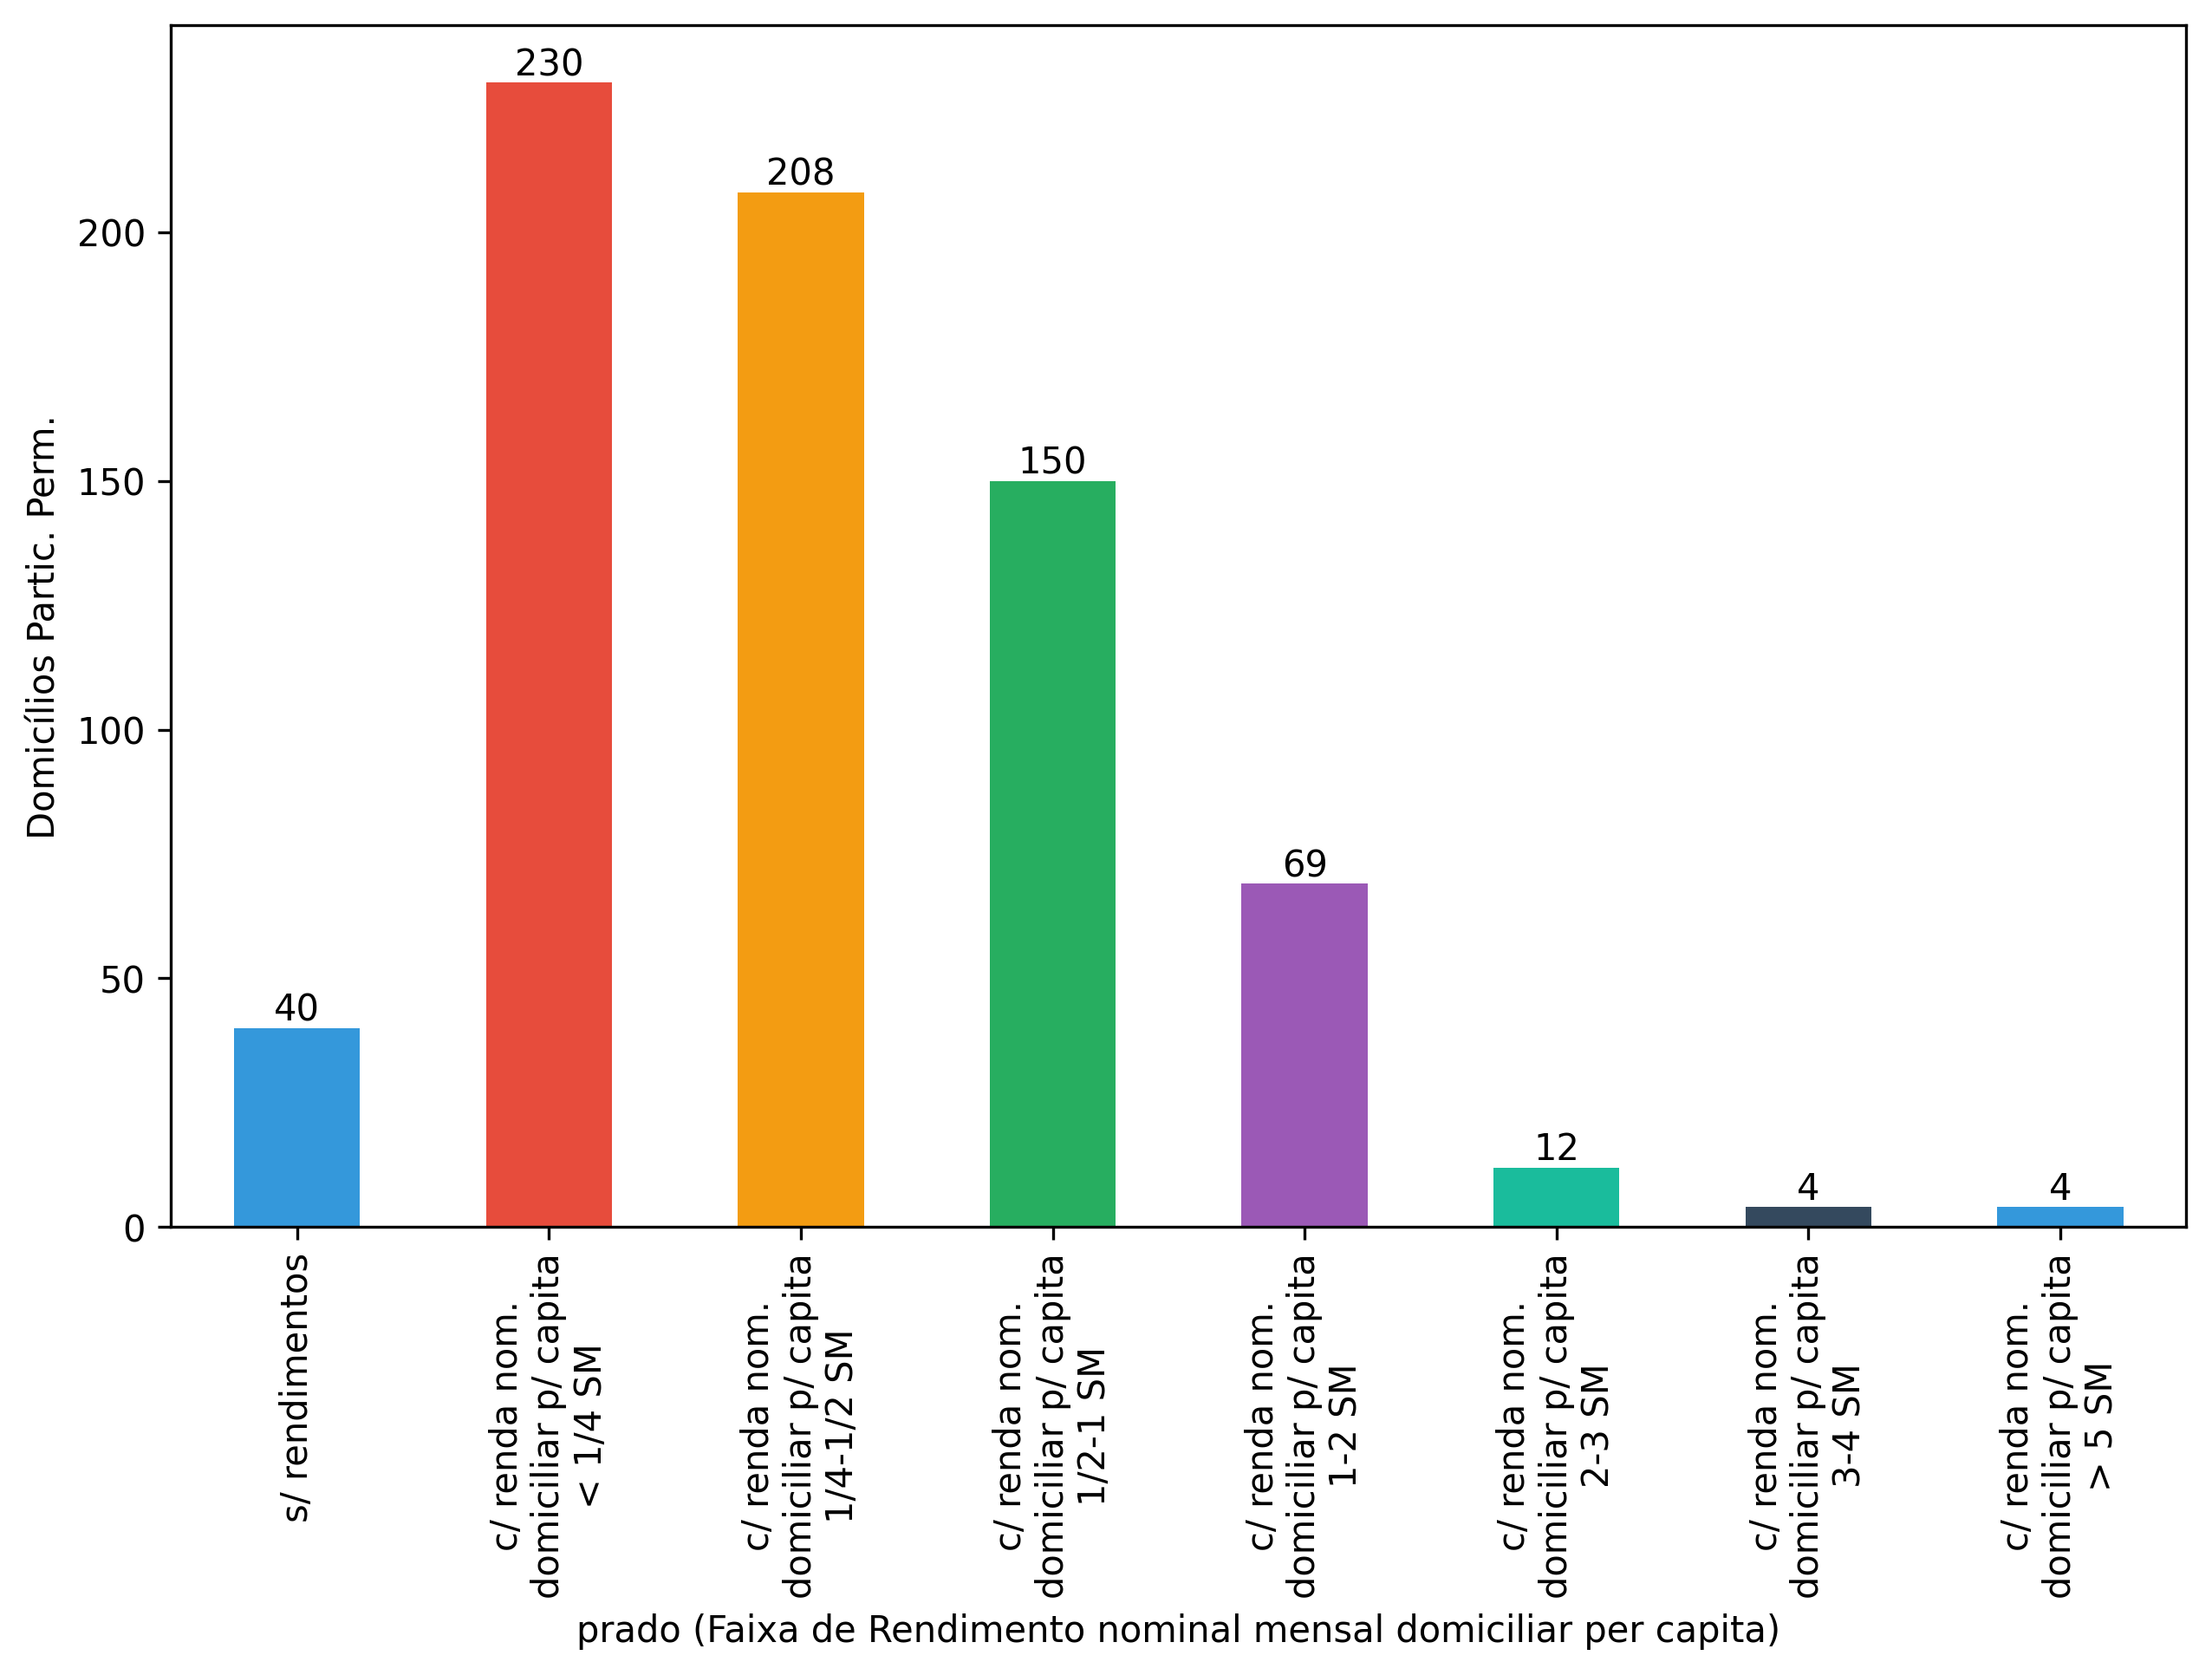 Domicílios Partic. Perm.
200
150
100
50
0
40
230
208
150
69
12
4
4
s/ rendimentos
c/ renda nom.
domiciliar p/ capita
< 1/4 SM
c/ renda nom.
domiciliar p/ capita
1/4-1/2 SM
c/ renda nom.
domiciliar p/ capita
1/2-1 SM
c/ renda nom.
domiciliar p/ capita
1-2 SM
c/ renda nom.
domiciliar p/ capita
2-3 SM
c/ renda nom.
domiciliar p/ capita
3-4 SM
c/ renda nom.
domiciliar p/ capita
> 5 SM
prado (Faixa de Rendimento nominal mensal domiciliar per capita)